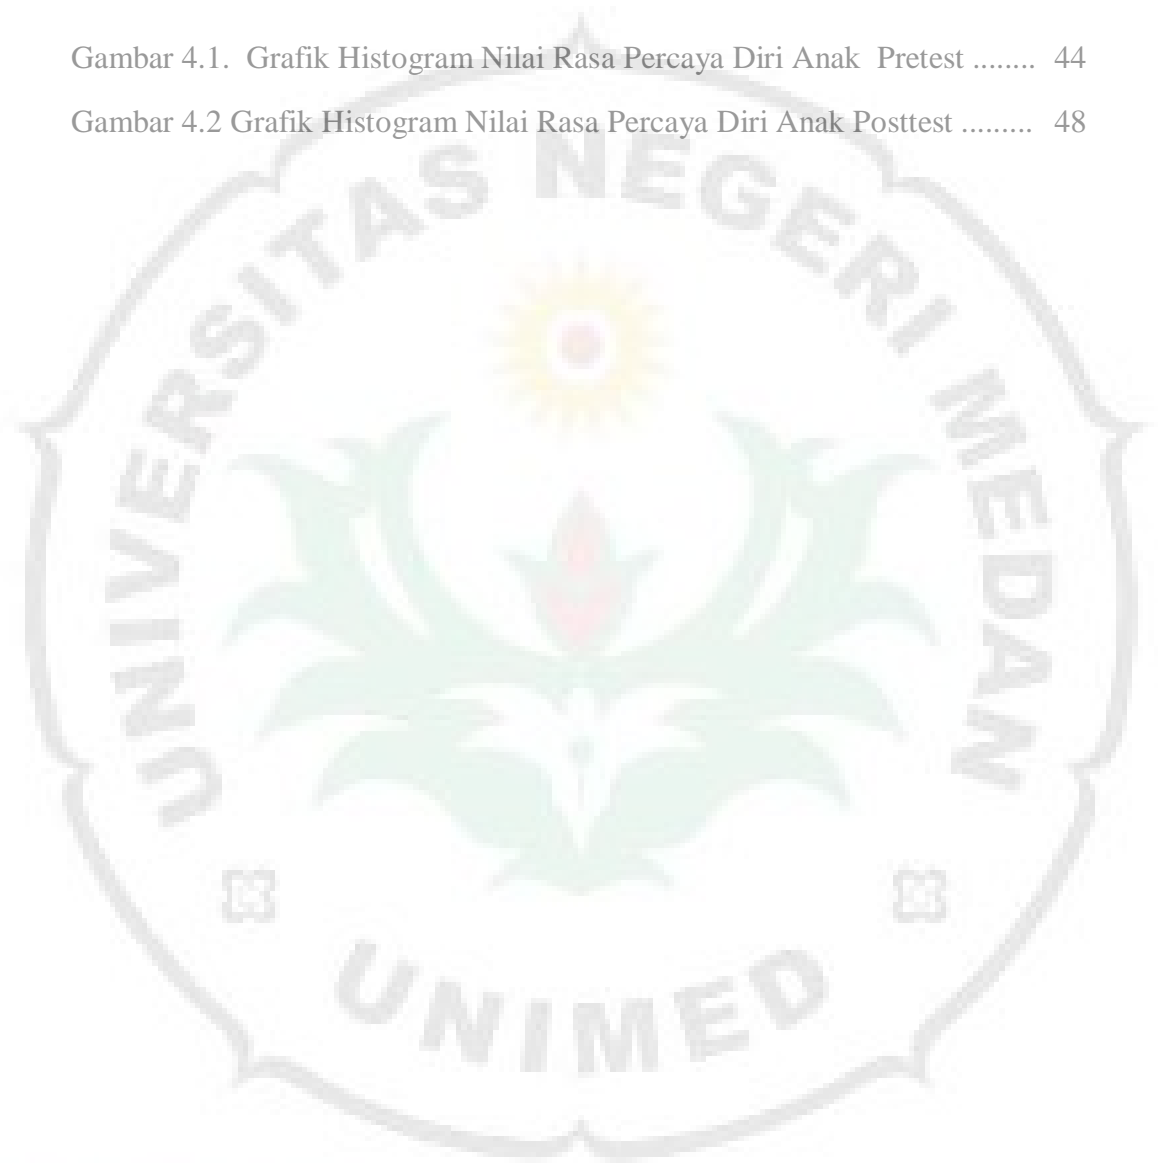 Gambar 4.1.  Grafik Histogram Nilai Rasa Percaya Diri Anak  Pretest ........  44
Gambar 4.2 Grafik Histogram Nilai Rasa Percaya Diri Anak Posttest .........  48
UNIVERSITAS NEGERI MEDAN
UNIMED